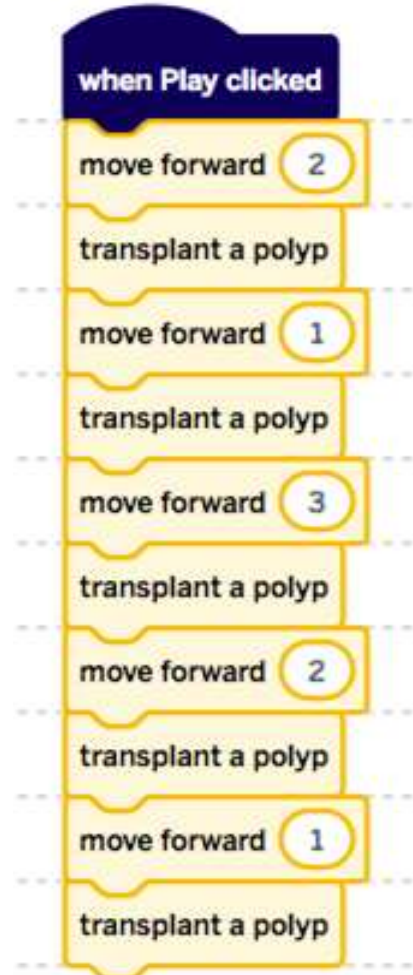 when Play clicked
move forward 2
transplant a polyp
move forward 1
transplant a polyp
move forward 3
transplant a polyp
move forward 2
transplant a polyp
move forward 1
transplant a polyp